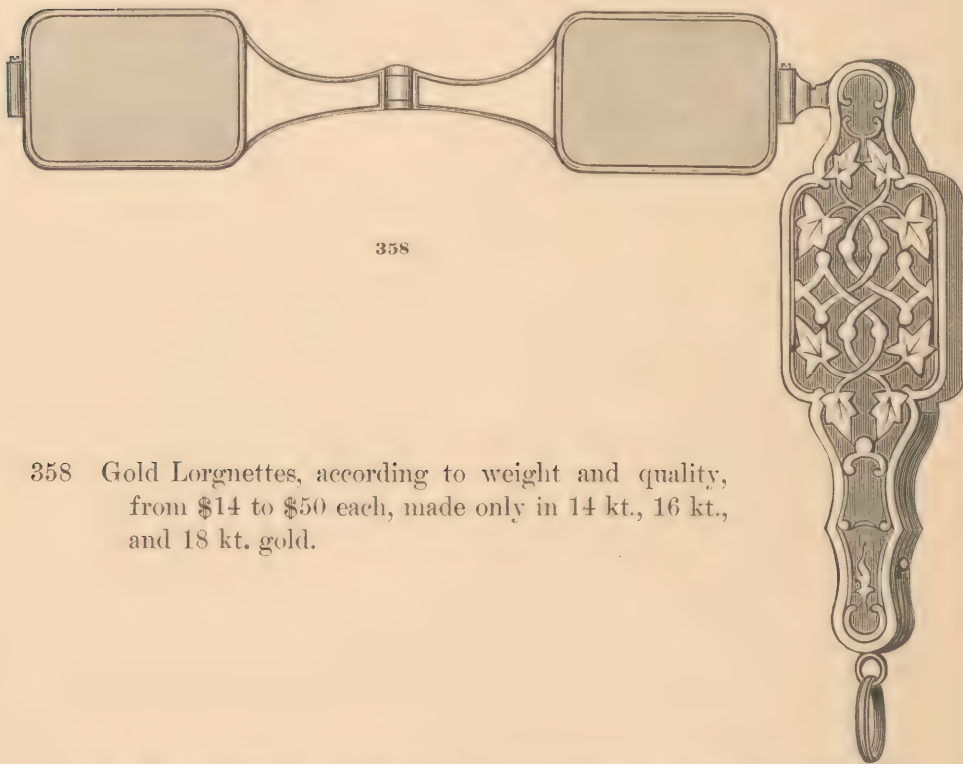 358
358 Gold Lorgnettes, according to weight and quality,
from $14 to $50 each, made only in 14 kt., 16 kt.,
and 18 kt. gold.